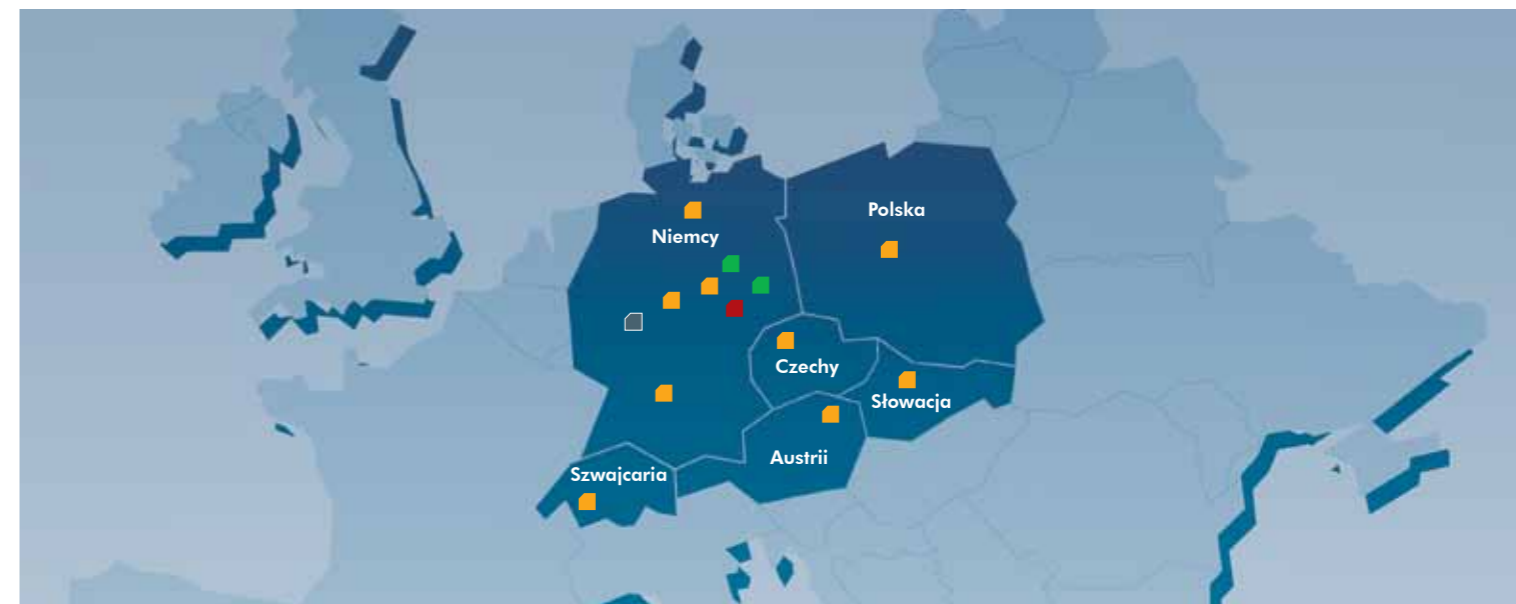 Polska
Niemcy
Czechy
Słowacja
Austrii
Szwajcaria